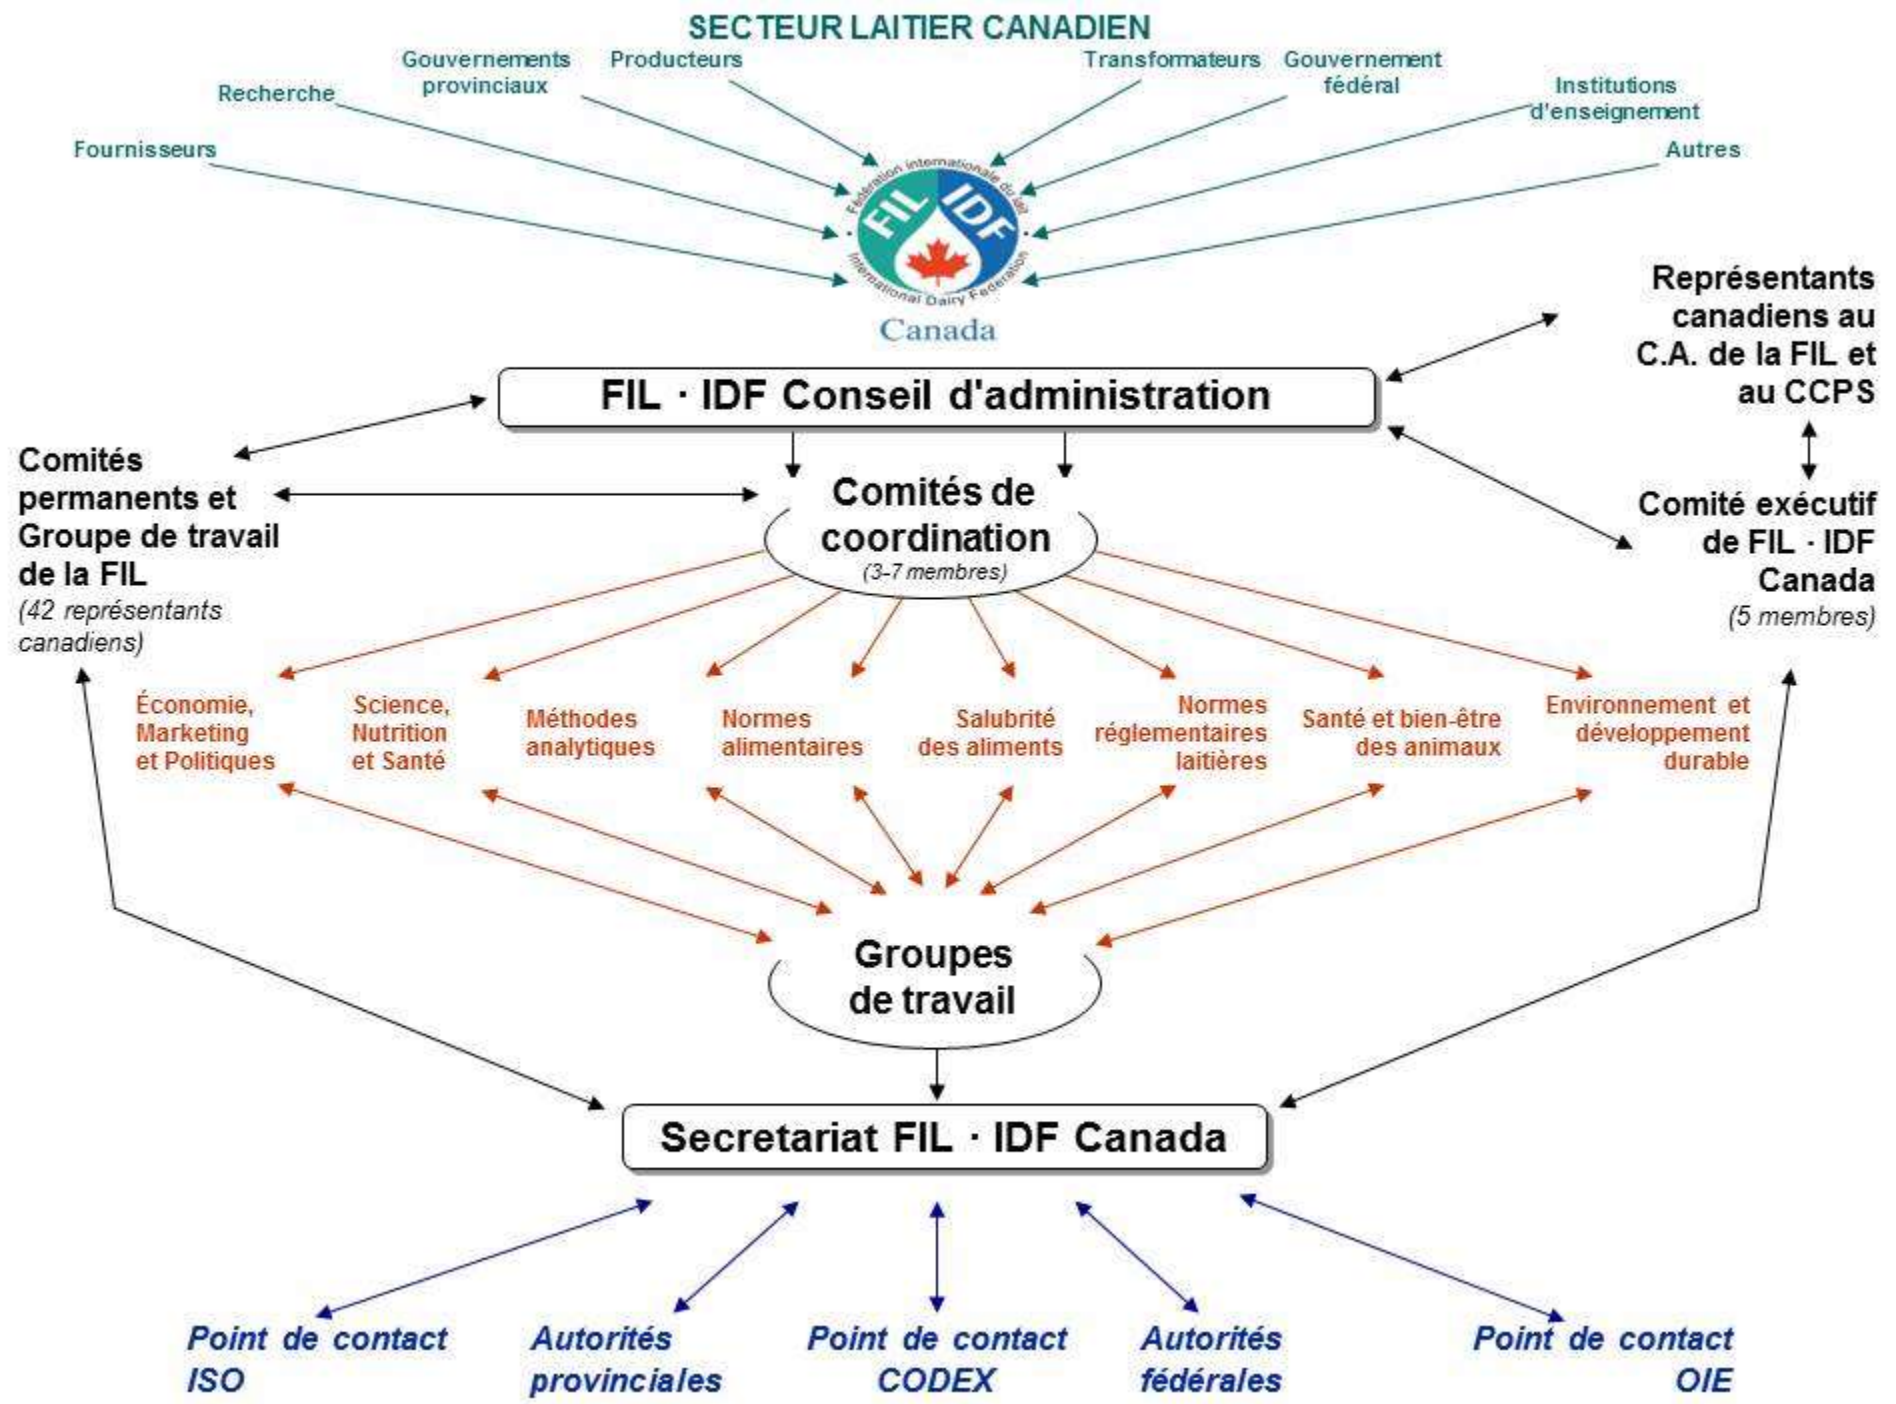 SECTEUR LAITIER CANADIEN
Gouvernements
provinciaux
Producteurs
Transformateurs
Gouvernement
fédéral
Recherche
Institutions
d'enseignement
Fournisseurs
Autres
Fédération internationale du lait
FIL IDF
International Dairy Federation
Canada
Représentants
canadiens au
C.A. de la FIL et
au CCPS
FIL · IDF Conseil d'administration
Comités
permanents et
Groupe de travail
de la FIL
(42 représentants
canadiens)
Comités de
coordination
(3-7 membres)
Comité exécutif
de FIL · IDF
Canada
(5 membres)
Économie,
Marketing
et Politiques
Science,
Nutrition
et Santé
Méthodes
analytiques
Normes
alimentaires
Salubrité
des aliments
Normes
réglementaires
laitières
Santé et bien-être
des animaux
Environnement et
développement
durable
Groupes
de travail
Secretariat FIL · IDF Canada
Point de contact
ISO
Autorités
provinciales
Point de contact
CODEX
Autorités
fédérales
Point de contact
OIE